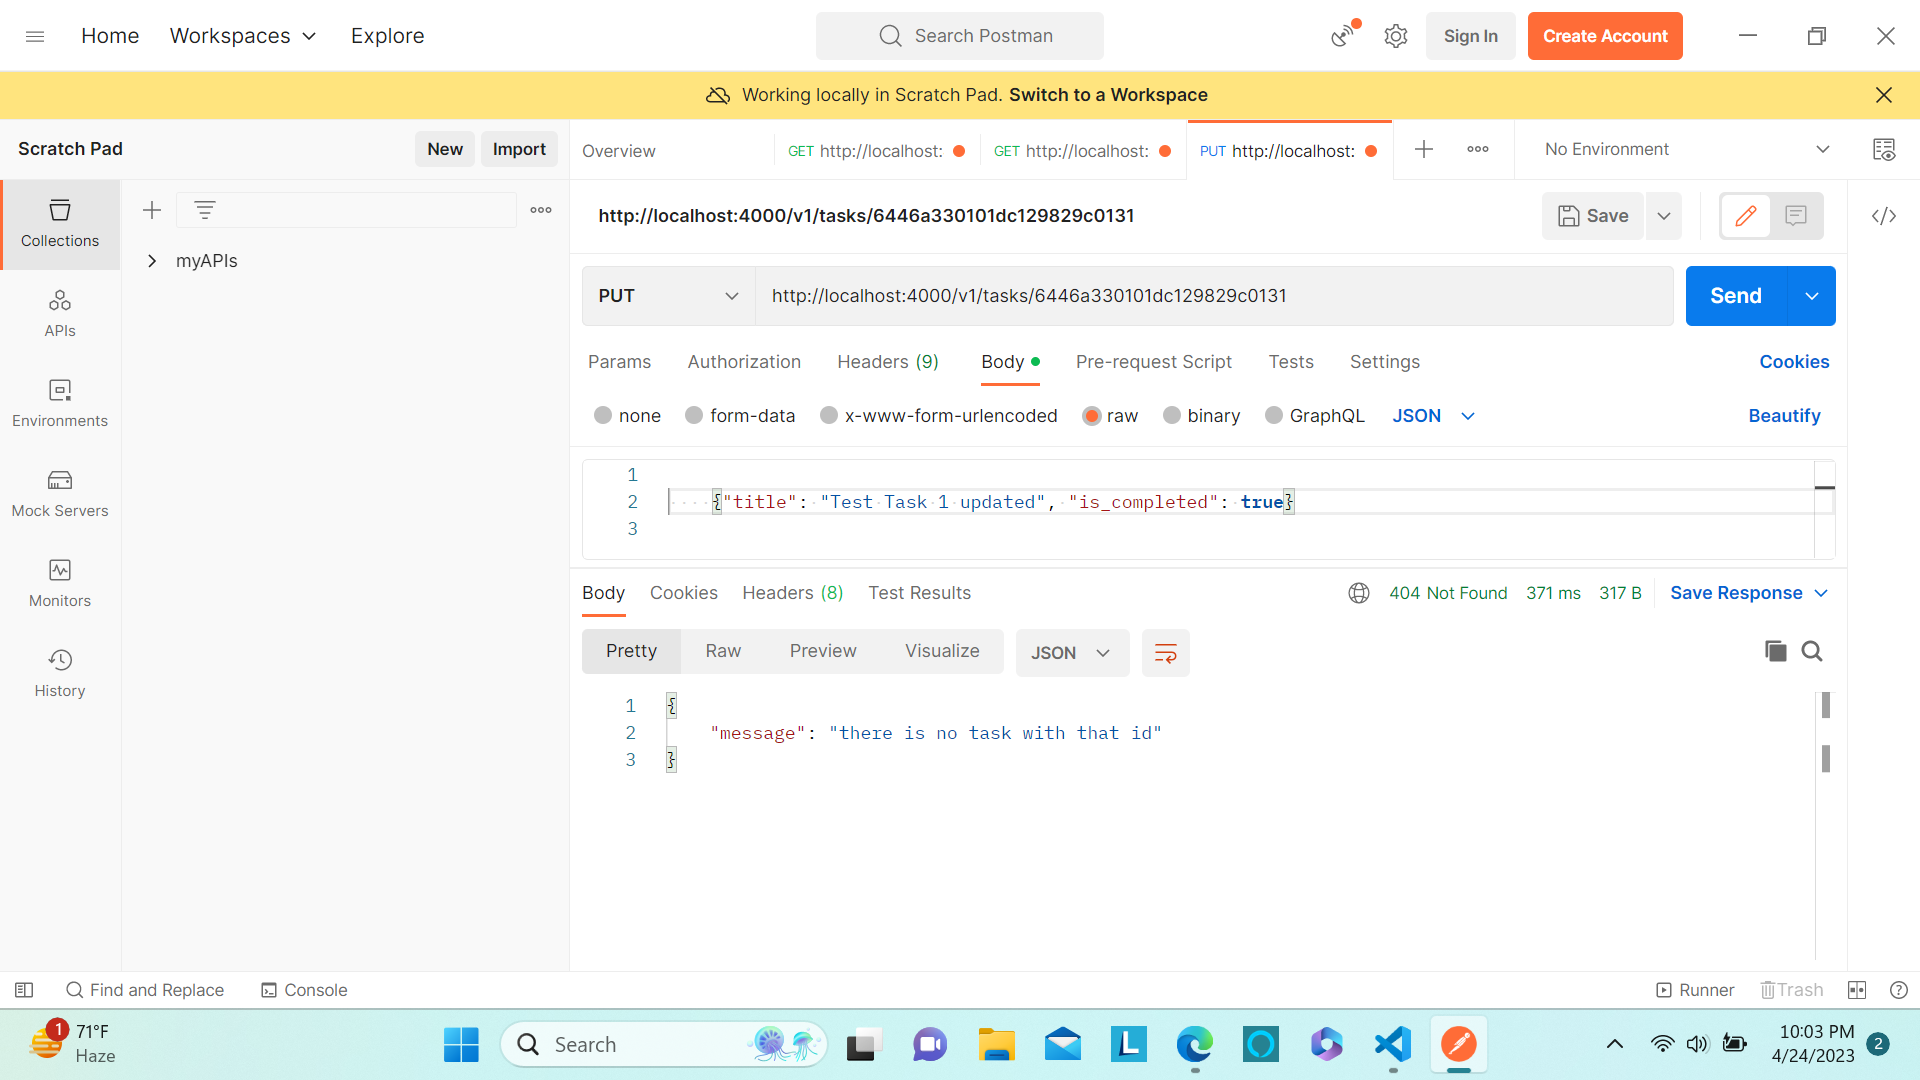 Home Workspaces Explore Search Postman Sign In Create Account
Working locally in Scratch Pad. Switch to a Workspace
Scratch Pad New Import Overview GET http://localhost: GET http://localhost: PUT http://localhost: No Environment
Collections
APIs
Environments
Mock Servers
Monitors
History
myAPIs
http://localhost:4000/v1/tasks/6446a330101dc129829c0131 Save
PUT http://localhost:4000/v1/tasks/6446a330101dc129829c0131 Send
Params Authorization Headers (9) Body Pre-request Script Tests Settings Cookies
none form-data x-www-form-urlencoded raw binary GraphQL JSON Beautify
1
2 {"title": "Test Task 1 updated", "is_completed": true}
3
Body Cookies Headers (8) Test Results 404 Not Found 371 ms 317 B Save Response
Pretty Raw Preview Visualize JSON
1 {
2 "message": "there is no task with that id"
3 }
Find and Replace Console Runner Trash
1 71°F
Haze
Search
L
10:03 PM
4/24/2023
2